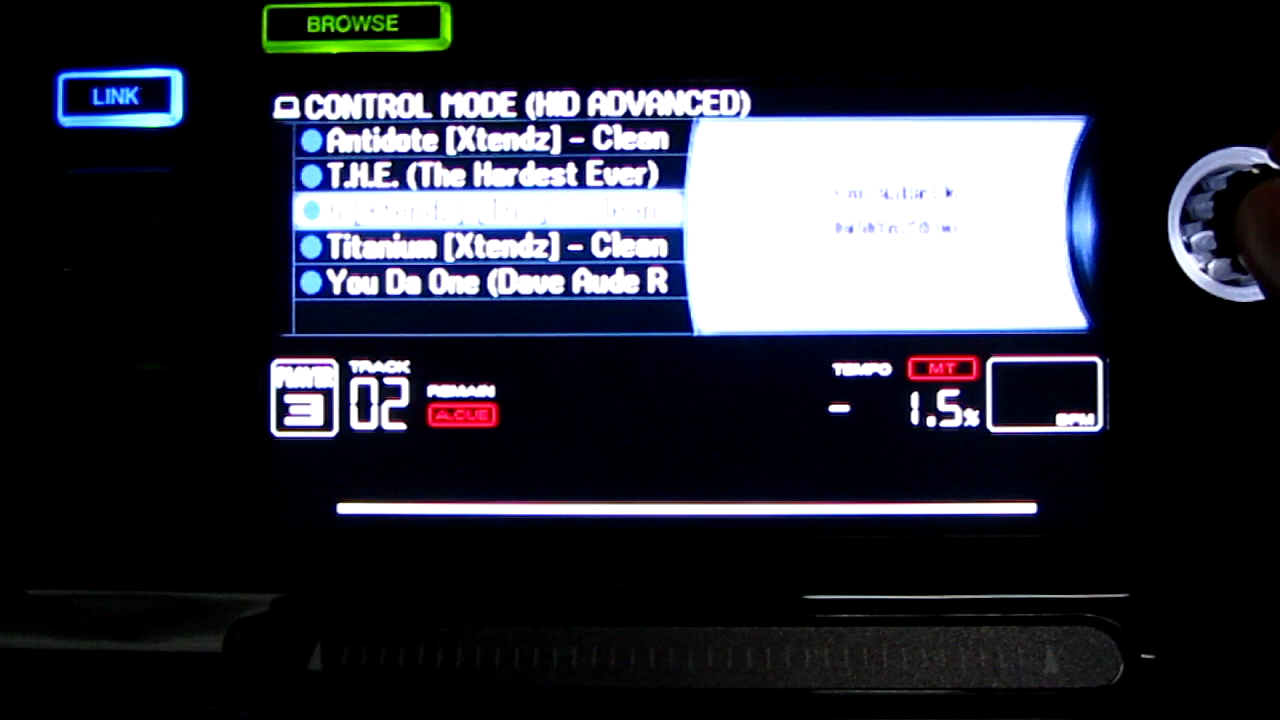 BROWSE
LINK
CONTROL MODE (HID ADVANCED)
Antidote [Xtendz] - Clean
T.H.E. (The Hardest Ever)
Titanium [Xtendz] - Clean
You Da One (Dave Aude R
PLAYER
3
TRACK
02
REMAIN
A.CUE
TEMPO
MT
- 1.5%
BPM